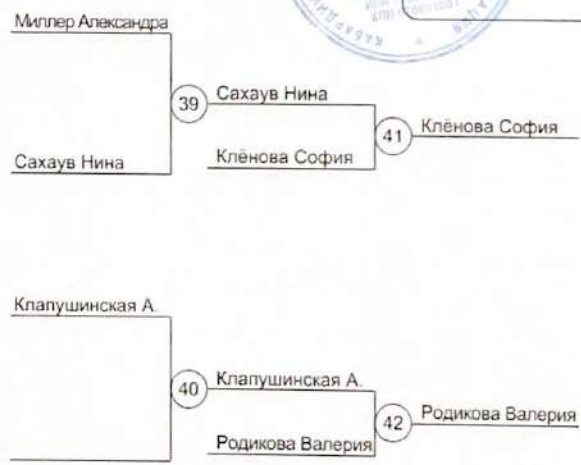 Миллер Александра
39
Сахаув Нина
Сахаув Нина
Клёнова София
41
Клёнова София
Клапушинская А.
40
Клапушинская А.
Родикова Валерия
42
Родикова Валерия